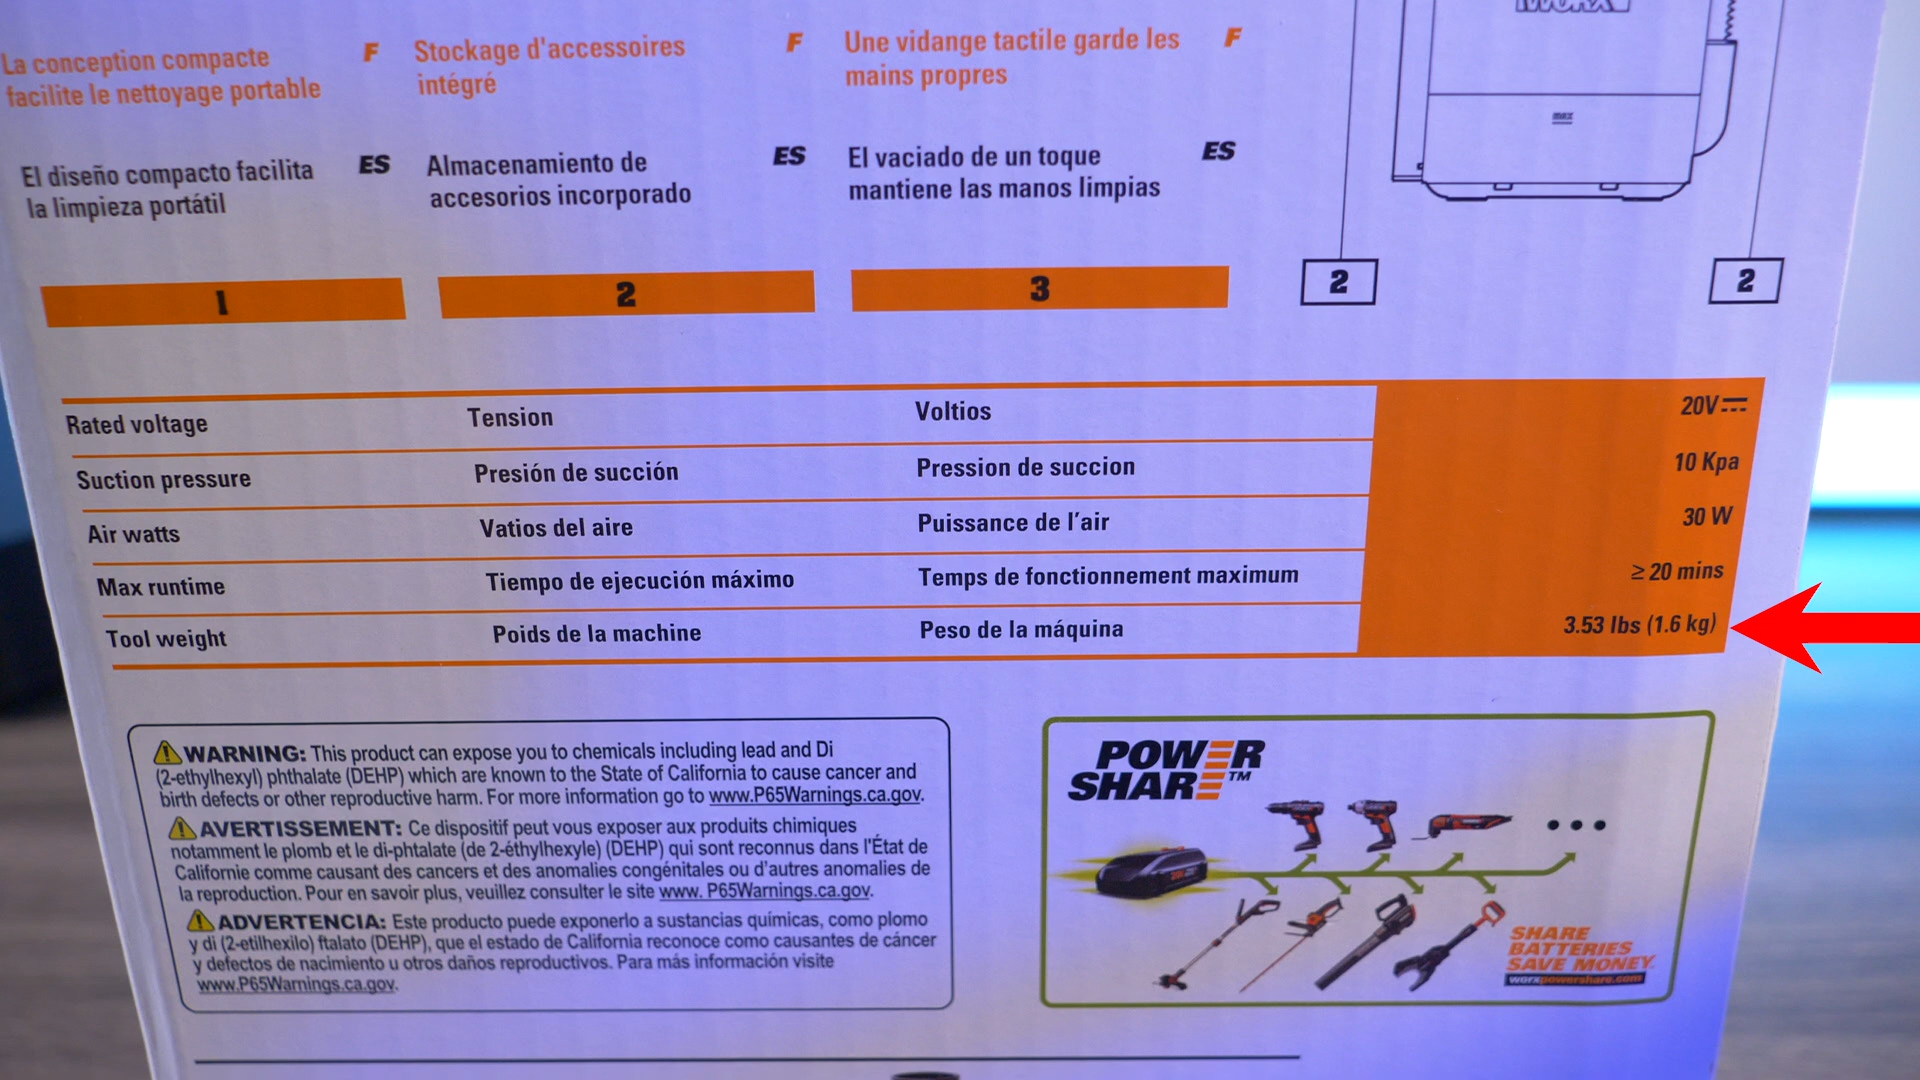 WORX
La conception compacte
facilite le nettoyage portable
F
Stockage d'accessoires
intégré
F
Une vidange tactile garde les
mains propres
F
max
El diseño compacto facilita
la limpieza portátil
ES
Almacenamiento de
accesorios incorporado
ES
El vaciado de un toque
mantiene las manos limpias
ES
1
2
3
2
2
Rated voltage Tension Voltios 20V
Suction pressure Presión de succión Pression de succion 10 Kpa
Air watts Vatios del aire Puissance de l'air 30 W
Max runtime Tiempo de ejecución máximo Temps de fonctionnement maximum ≥ 20 mins
Tool weight Poids de la machine Peso de la máquina 3.53 lbs (1.6 kg)
WARNING: This product can expose you to chemicals including lead and Di
(2-ethylhexyl) phthalate (DEHP) which are known to the State of California to cause cancer and
birth defects or other reproductive harm. For more information go to www.P65Warnings.ca.gov.
AVERTISSEMENT: Ce dispositif peut vous exposer aux produits chimiques
notamment le plomb et le di-phtalate (de 2-éthylhexyle) (DEHP) qui sont reconnus dans l'État de
Californie comme causant des cancers et des anomalies congénitales ou d'autres anomalies de
la reproduction. Pour en savoir plus, veuillez consulter le site www. P65Warnings.ca.gov.
ADVERTENCIA: Este producto puede exponerlo a sustancias químicas, como plomo
y di (2-etilhexilo) ftalato (DEHP), que el estado de California reconoce como causantes de cáncer
y defectos de nacimiento u otros daños reproductivos. Para más información visite
www.P65Warnings.ca.gov.
POWER
SHARE™
SHARE
BATTERIES
SAVE MONEY.
worxpowershare.com